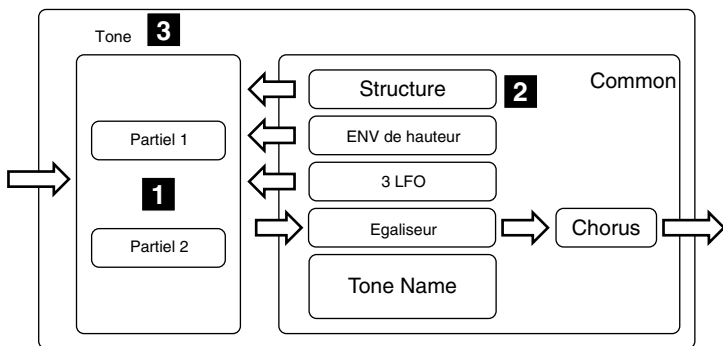 Tone 3
Partiel 1
1
Partiel 2
Structure
2
Common
ENV de hauteur
3 LFO
Egaliseur
Chorus
Tone Name